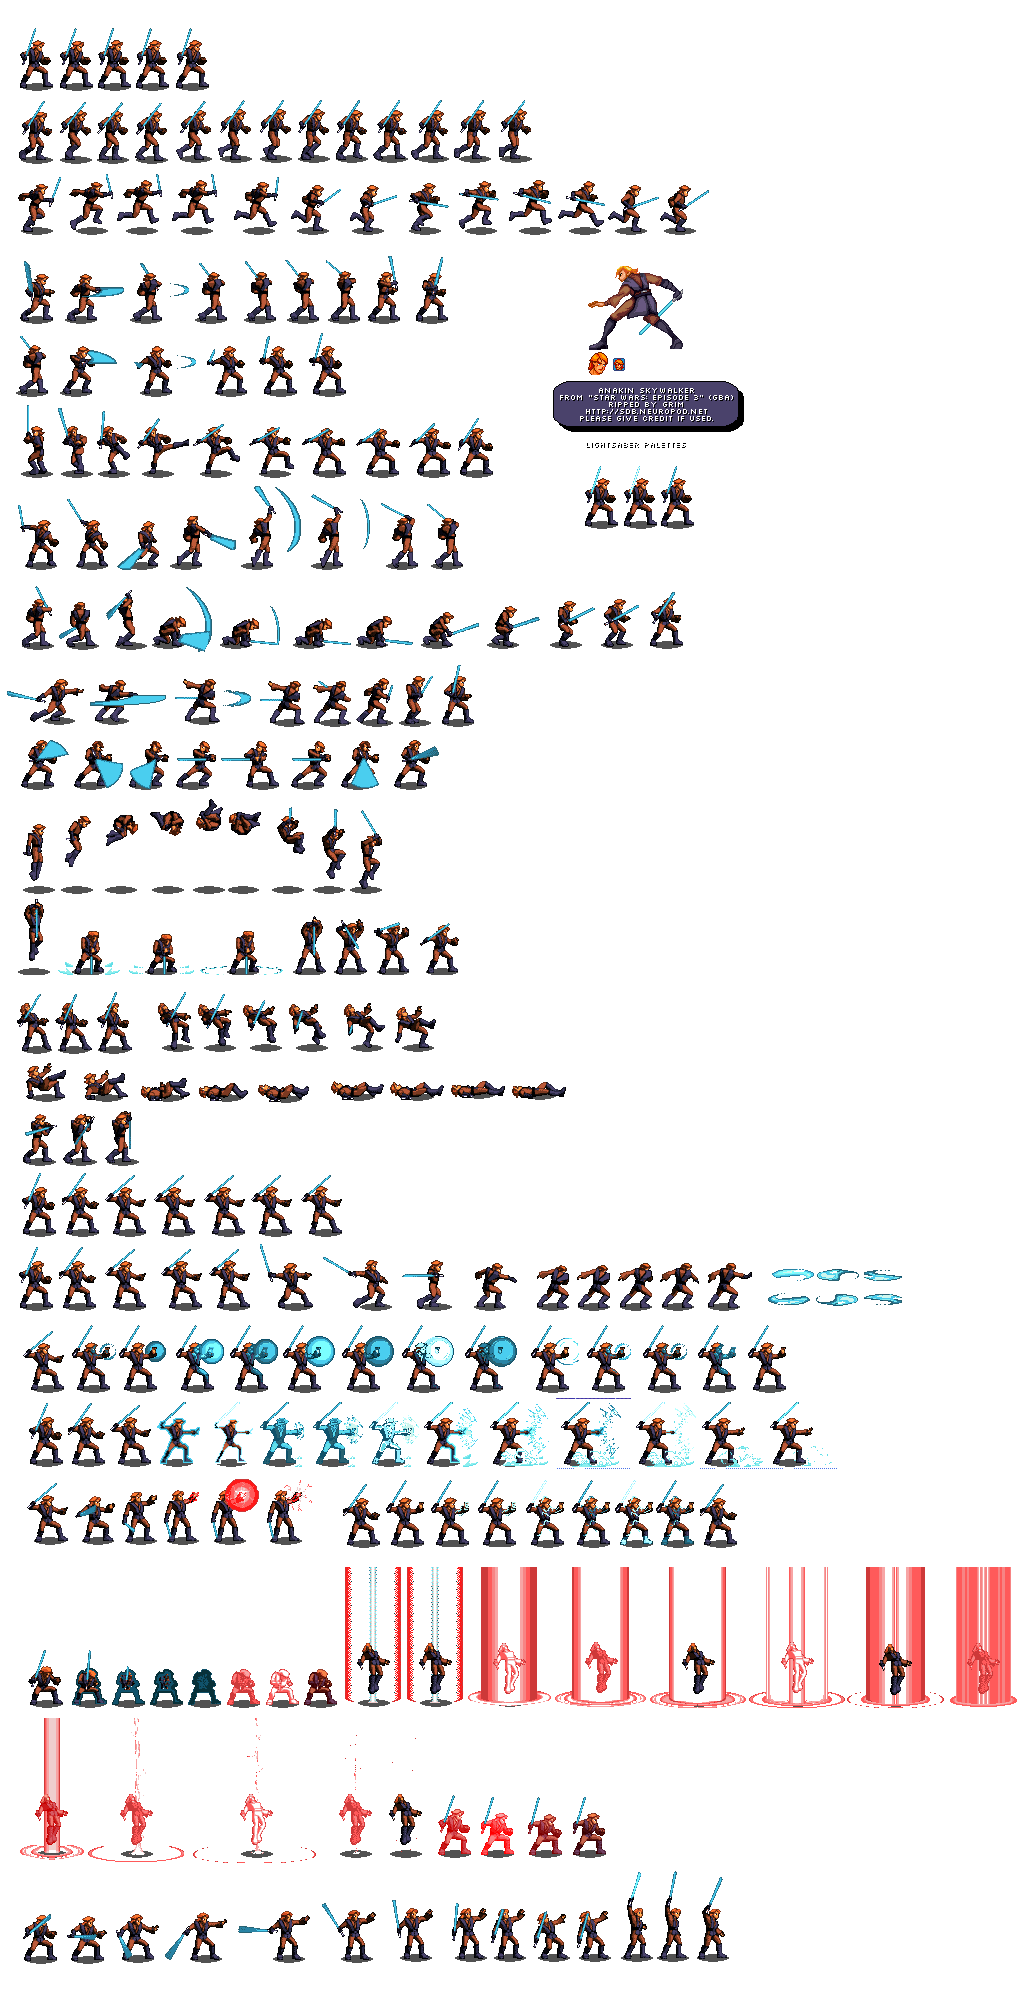 ANAKIN SKYWALKER
FROM "STAR WARS: EPISODE 3" (GBA)
RIPPED BY GRIM
HTTP://SDB.NEUROPOD.NET
PLEASE GIVE CREDIT IF USED.
LIGHTSABER PALETTES